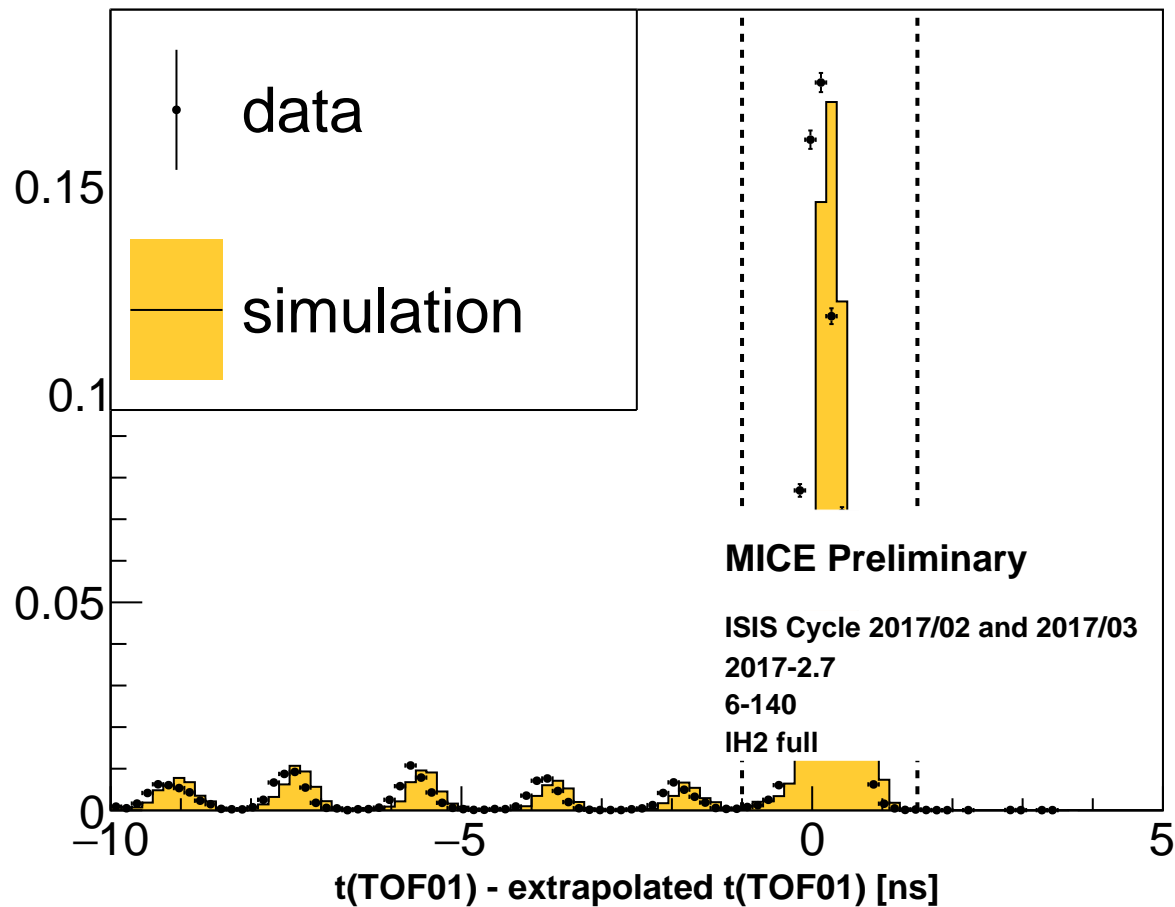 data
simulation
0.15
0.1
0.05
0
MICE Preliminary
ISIS Cycle 2017/02 and 2017/03
2017-2.7
6-140
lH2 full
−10 −5 0 5
t(TOF01) - extrapolated t(TOF01) [ns]